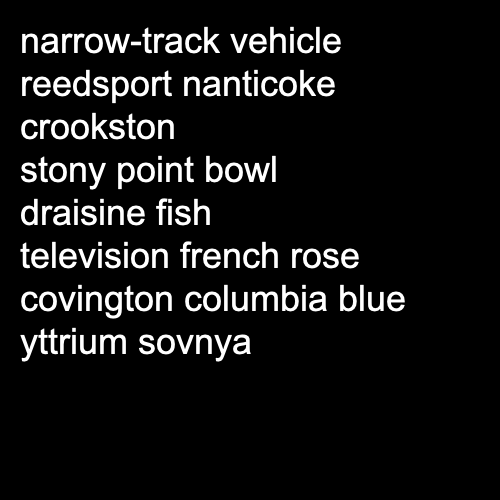 narrow-track vehicle
reedsport nanticoke
crookston
stony point bowl
draisine fish
television french rose
covington columbia blue
yttrium sovnya